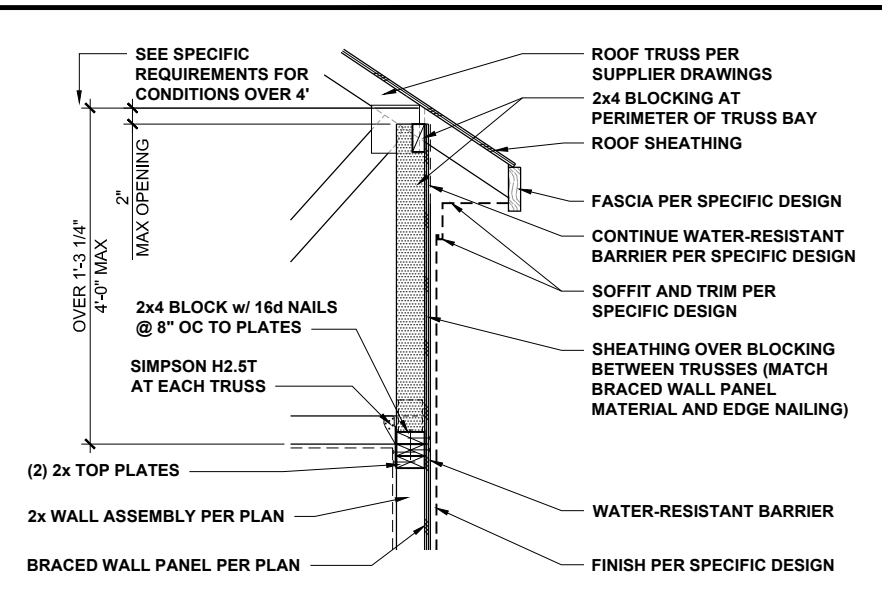 SEE SPECIFIC
REQUIREMENTS FOR
CONDITIONS OVER 4'
OVER 1'-3 1/4"
4'-0" MAX
2"
MAX OPENING
2x4 BLOCK w/ 16d NAILS
@ 8" OC TO PLATES
SIMPSON H2.5T
AT EACH TRUSS
(2) 2x TOP PLATES
2x WALL ASSEMBLY PER PLAN
BRACED WALL PANEL PER PLAN
ROOF TRUSS PER
SUPPLIER DRAWINGS
2x4 BLOCKING AT
PERIMETER OF TRUSS BAY
ROOF SHEATHING
FASCIA PER SPECIFIC DESIGN
CONTINUE WATER-RESISTANT
BARRIER PER SPECIFIC DESIGN
SOFFIT AND TRIM PER
SPECIFIC DESIGN
SHEATHING OVER BLOCKING
BETWEEN TRUSSES (MATCH
BRACED WALL PANEL
MATERIAL AND EDGE NAILING)
WATER-RESISTANT BARRIER
FINISH PER SPECIFIC DESIGN